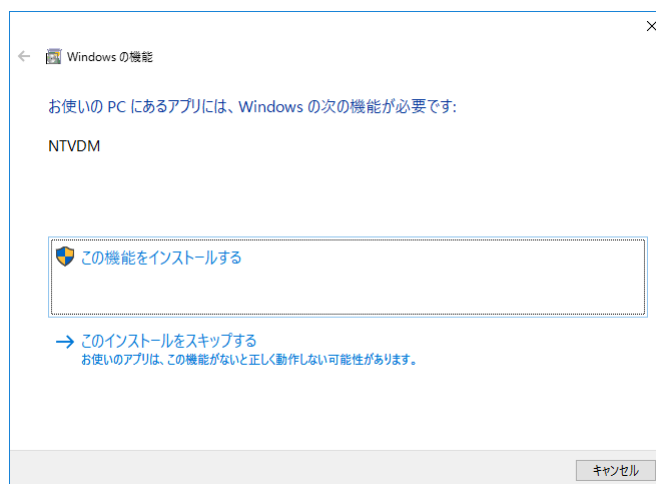 Windows の機能
お使いの PC にあるアプリには、Windows の次の機能が必要です:
NTVDM
この機能をインストールする
このインストールをスキップする
お使いのアプリは、この機能がないと正しく動作しない可能性があります。
キャンセル